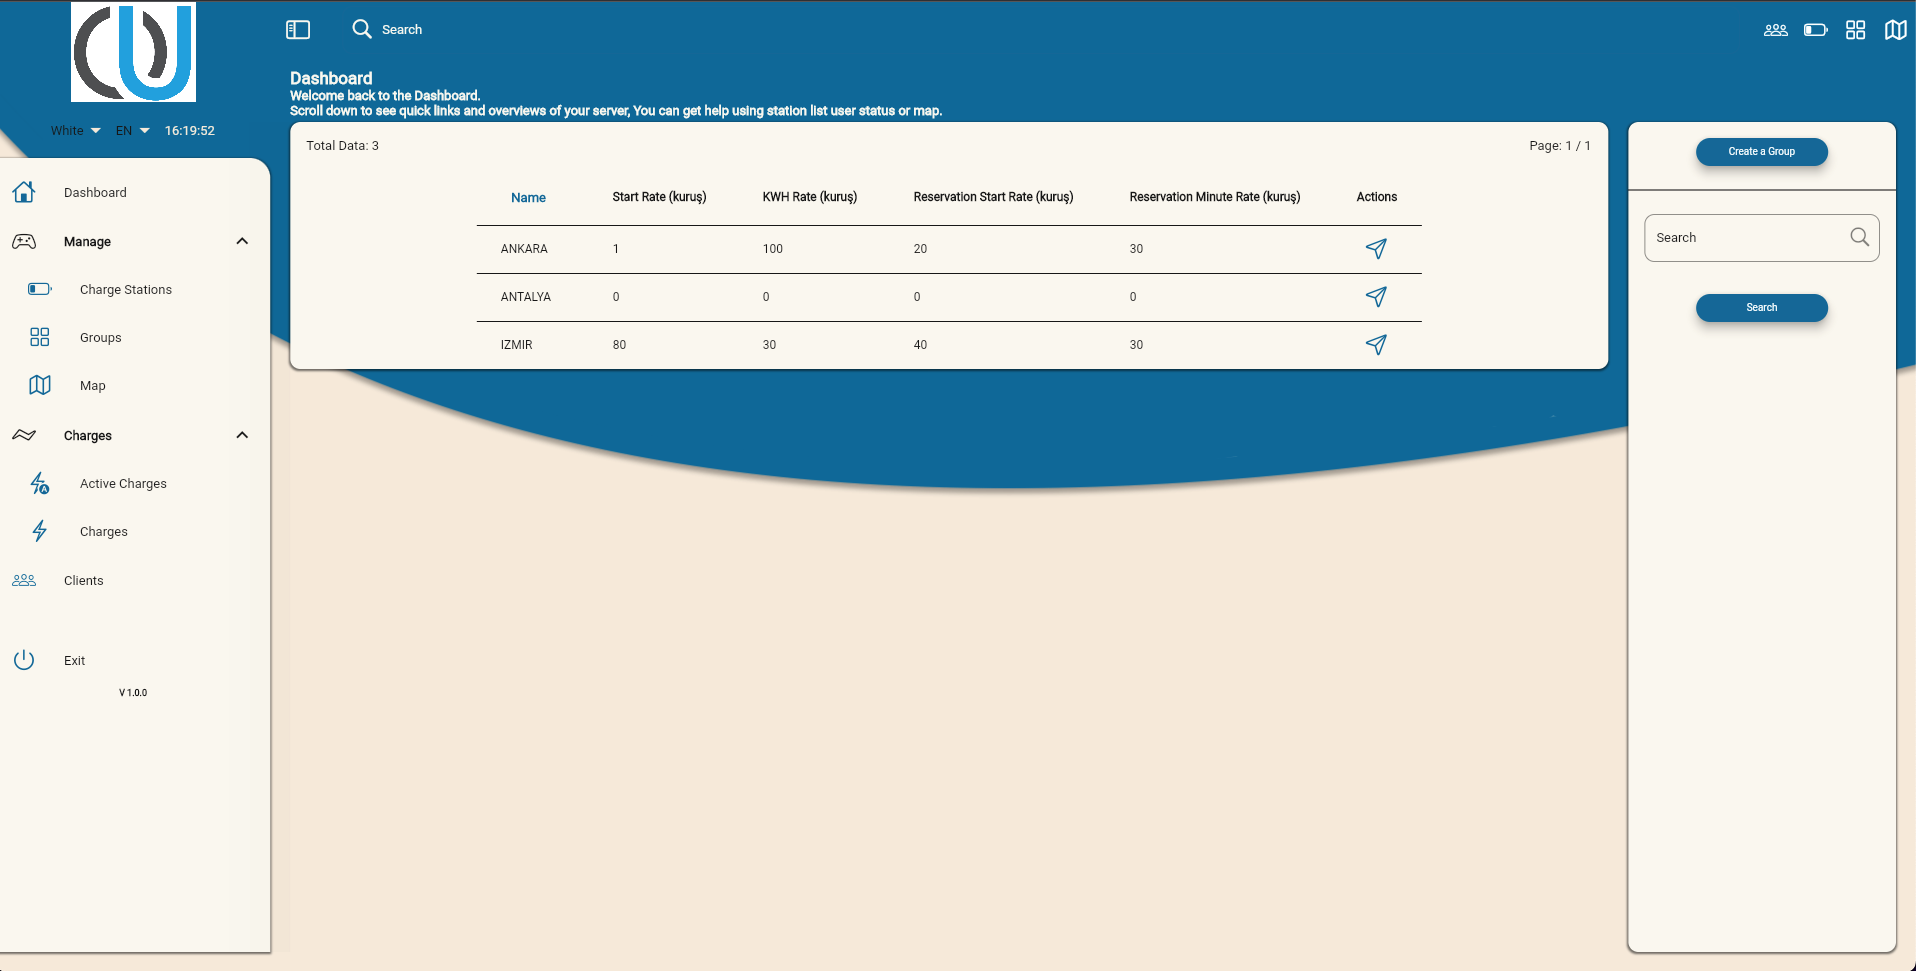 Search
Dashboard
Welcome back to the Dashboard.
Scroll down to see quick links and overviews of your server, You can get help using station list user status or map.
White EN 16:19:52
Dashboard
Manage
Charge Stations
Groups
Map
Charges
Active Charges
Charges
Clients
Exit
V 1.0.0
Total Data: 3 Page: 1 / 1
Name Start Rate (kuruş) KWH Rate (kuruş) Reservation Start Rate (kuruş) Reservation Minute Rate (kuruş) Actions
ANKARA 1 100 20 30
ANTALYA 0 0 0 0
IZMIR 80 30 40 30
Create a Group
Search
Search